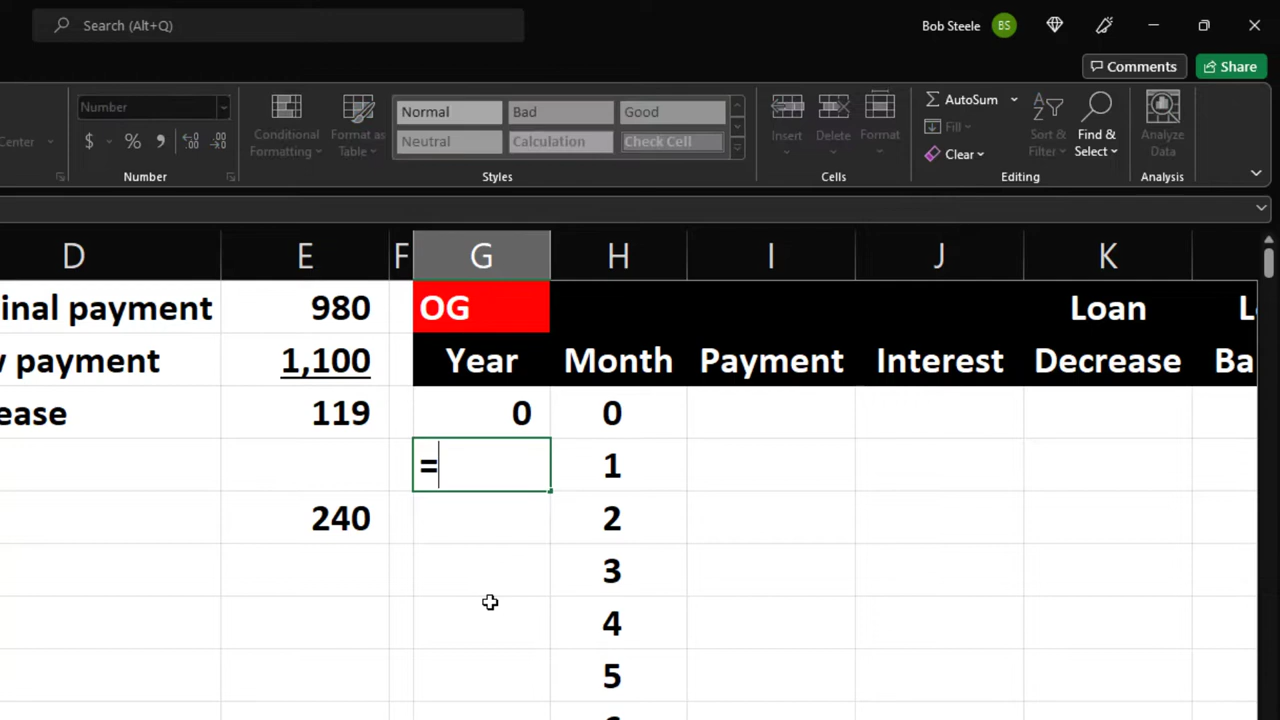 Search (Alt+Q)
Bob Steele BS
Comments Share
Center
Number
$ % ,
Number
Conditional Formatting
Format as Table
Normal Bad Good
Neutral Calculation Check Cell
Styles
Insert Delete Format
Cells
AutoSum
Fill
Clear
Sort & Filter
Find & Select
Editing
Analyze Data
Analysis
D E F G H I J K
inal payment 980 OG Loan
payment 1,100 Year Month Payment Interest Decrease Ba
ease 119 0 0
= 1
240 2
3
4
5